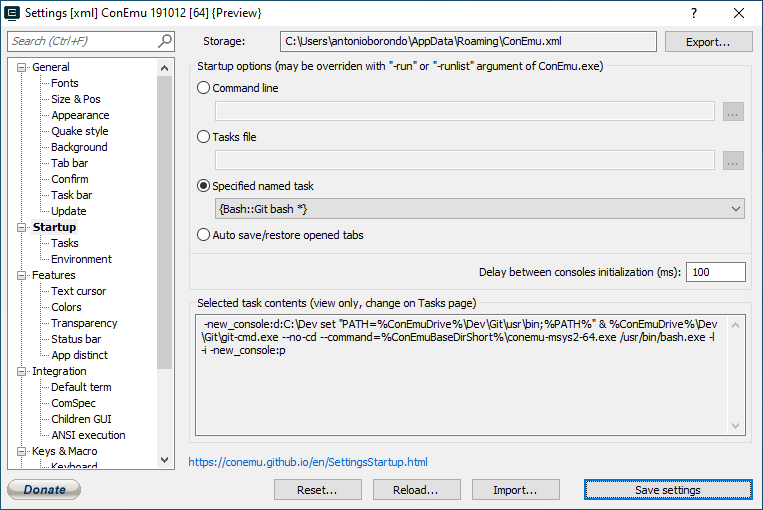 Settings [xml] ConEmu 191012 [64] {Preview}
?
Search (Ctrl+F)
Storage:
C:\Users\antonioborondo\AppData\Roaming\ConEmu.xml
Export...
General
Fonts
Size & Pos
Appearance
Quake style
Background
Tab bar
Confirm
Task bar
Update
Startup
Tasks
Environment
Features
Text cursor
Colors
Transparency
Status bar
App distinct
Integration
Default term
ComSpec
Children GUI
ANSI execution
Keys & Macro
Keyboard
Startup options (may be overriden with "-run" or "-runlist" argument of ConEmu.exe)
Command line
...
Tasks file
...
Specified named task
{Bash::Git bash *}
Auto save/restore opened tabs
Delay between consoles initialization (ms):
100
Selected task contents (view only, change on Tasks page)
-new_console:d:C:\Dev set "PATH=%ConEmuDrive%\Dev\Git\usr\bin;%PATH%" & %ConEmuDrive%\Dev
\Git\git-cmd.exe --no-cd --command=%ConEmuBaseDirShort%\conemu-msys2-64.exe /usr/bin/bash.exe -l
-i -new_console:p
https://conemu.github.io/en/SettingsStartup.html
Donate
Reset...
Reload...
Import...
Save settings